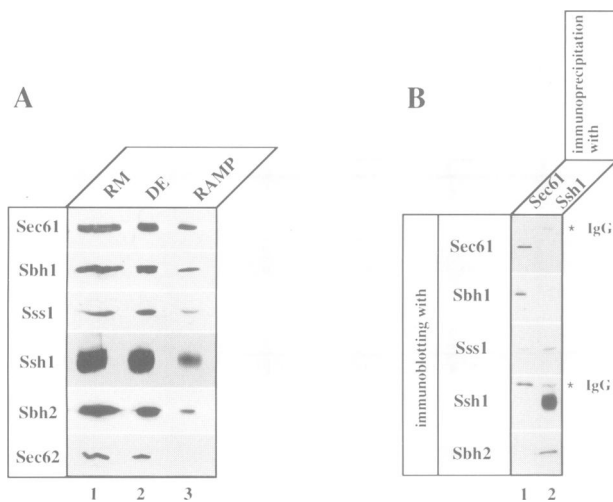 A
RM
DE
RAMP
Sec61
Sbh1
Sss1
Ssh1
Sbh2
Sec62
1 2 3
B
immunoprecipitation
with
Sec61
Ssh1
immunoblotting with
Sec61
Sbh1
Sss1
Ssh1
Sbh2
* IgG
* IgG
1 2